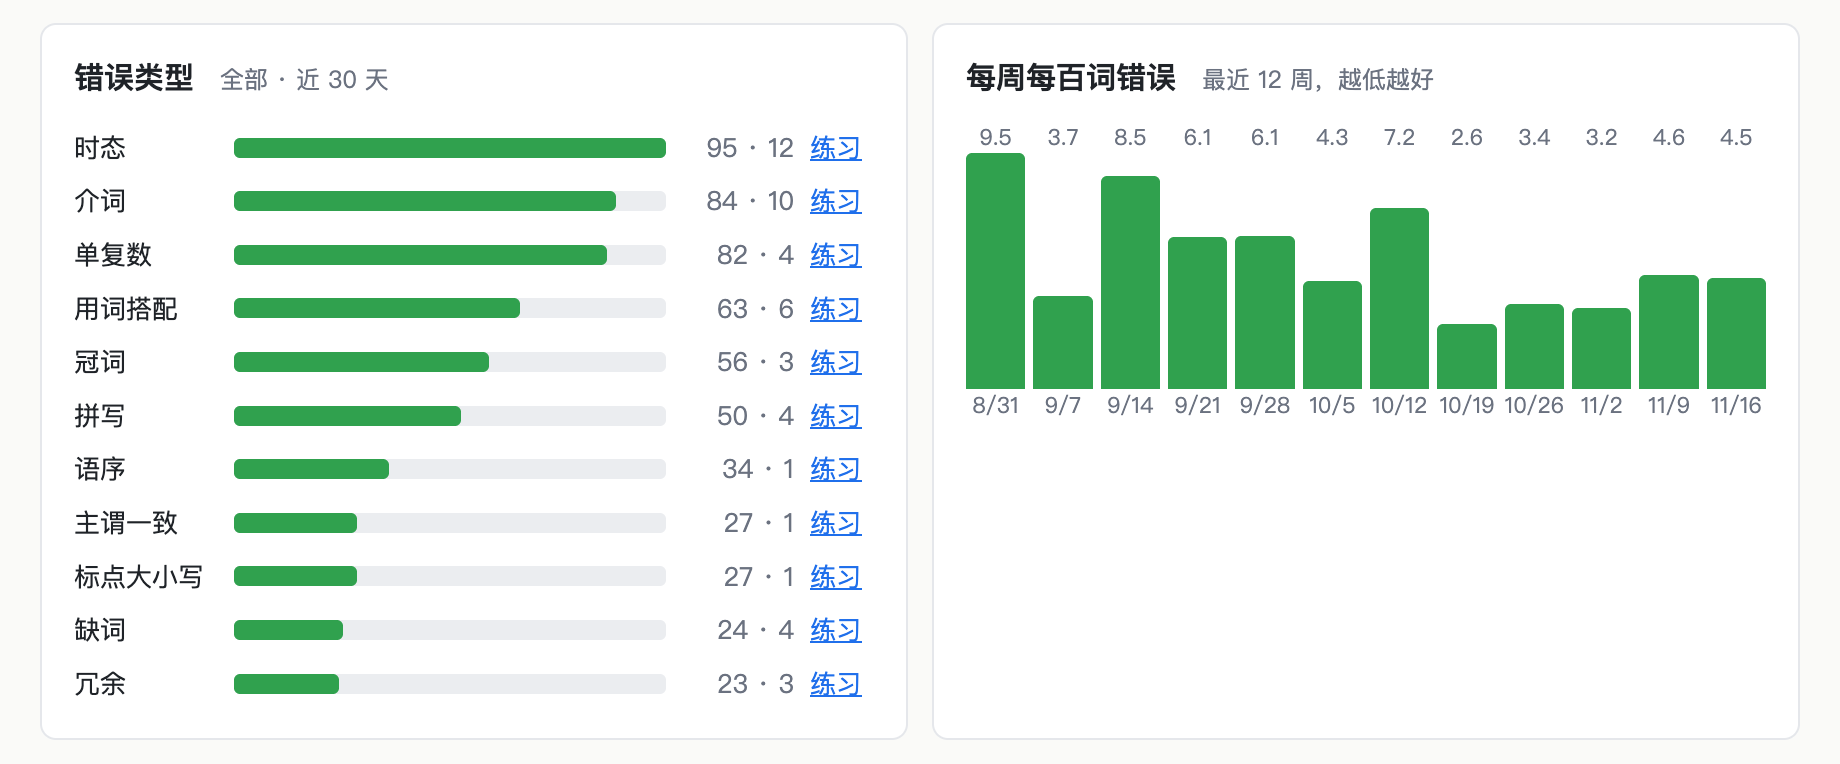 错误类型 全部 · 近 30 天
时态 95 · 12 练习
介词 84 · 10 练习
单复数 82 · 4 练习
用词搭配 63 · 6 练习
冠词 56 · 3 练习
拼写 50 · 4 练习
语序 34 · 1 练习
主谓一致 27 · 1 练习
标点大小写 27 · 1 练习
缺词 24 · 4 练习
冗余 23 · 3 练习
每周每百词错误 最近 12 周，越低越好
9.5 3.7 8.5 6.1 6.1 4.3 7.2 2.6 3.4 3.2 4.6 4.5
8/31 9/7 9/14 9/21 9/28 10/5 10/12 10/19 10/26 11/2 11/9 11/16